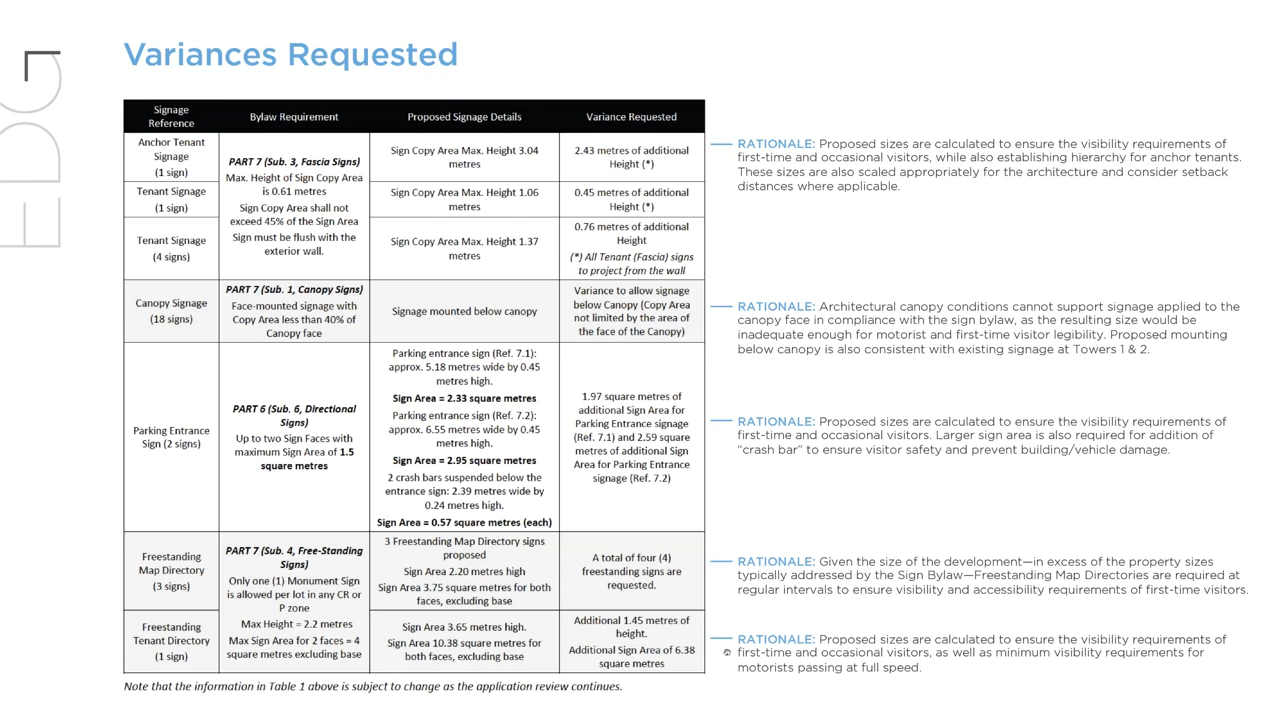 EDG
Variances Requested
Signage
Reference
Bylaw Requirement
Proposed Signage Details
Variance Requested
Anchor Tenant
Signage
(1 sign)
PART 7 (Sub. 3, Fascia Signs)
Max. Height of Sign Copy Area
is 0.61 metres
Sign Copy Area shall not
exceed 45% of the Sign Area
Sign must be flush with the
exterior wall.
Sign Copy Area Max. Height 3.04
metres
2.43 metres of additional
Height (*)
Tenant Signage
(1 sign)
Sign Copy Area Max. Height 1.06
metres
0.45 metres of additional
Height (*)
Tenant Signage
(4 signs)
Sign Copy Area Max. Height 1.37
metres
0.76 metres of additional
Height
(*) All Tenant (Fascia) signs
to project from the wall
RATIONALE: Proposed sizes are calculated to ensure the visibility requirements of
first-time and occasional visitors, while also establishing hierarchy for anchor tenants.
These sizes are also scaled appropriately for the architecture and consider setback
distances where applicable.
Canopy Signage
(18 signs)
PART 7 (Sub. 1, Canopy Signs)
Face-mounted signage with
Copy Area less than 40% of
Canopy face
Signage mounted below canopy
Variance to allow signage
below Canopy (Copy Area
not limited by the area of
the face of the Canopy)
RATIONALE: Architectural canopy conditions cannot support signage applied to the
canopy face in compliance with the sign bylaw, as the resulting size would be
inadequate enough for motorist and first-time visitor legibility. Proposed mounting
below canopy is also consistent with existing signage at Towers 1 & 2.
Parking Entrance
Sign (2 signs)
PART 6 (Sub. 6, Directional
Signs)
Up to two Sign Faces with
maximum Sign Area of 1.5
square metres
Parking entrance sign (Ref. 7.1):
approx. 5.18 metres wide by 0.45
metres high.
Sign Area = 2.33 square metres
Parking entrance sign (Ref. 7.2):
approx. 6.55 metres wide by 0.45
metres high.
Sign Area = 2.95 square metres
2 crash bars suspended below the
entrance sign: 2.39 metres wide by
0.24 metres high.
Sign Area = 0.57 square metres (each)
1.97 square metres of
additional Sign Area for
Parking Entrance signage
(Ref. 7.1) and 2.59 square
metres of additional Sign
Area for Parking Entrance
signage (Ref. 7.2)
RATIONALE: Proposed sizes are calculated to ensure the visibility requirements of
first-time and occasional visitors. Larger sign area is also required for addition of
“crash bar” to ensure visitor safety and prevent building/vehicle damage.
Freestanding
Map Directory
(3 signs)
PART 7 (Sub. 4, Free-Standing
Signs)
Only one (1) Monument Sign
is allowed per lot in any CR or
P zone
Max Height = 2.2 metres
Max Sign Area for 2 faces = 4
square metres excluding base
3 Freestanding Map Directory signs
proposed
Sign Area 2.20 metres high
Sign Area 3.75 square metres for both
faces, excluding base
A total of four (4)
freestanding signs are
requested.
RATIONALE: Given the size of the development—in excess of the property sizes
typically addressed by the Sign Bylaw—Freestanding Map Directories are required at
regular intervals to ensure visibility and accessibility requirements of first-time visitors.
Freestanding
Tenant Directory
(1 sign)
Sign Area 3.65 metres high.
Sign Area 10.38 square metres for
both faces, excluding base
Additional 1.45 metres of
height.
Additional Sign Area of 6.38
square metres
RATIONALE: Proposed sizes are calculated to ensure the visibility requirements of
© first-time and occasional visitors, as well as minimum visibility requirements for
motorists passing at full speed.
Note that the information in Table 1 above is subject to change as the application review continues.